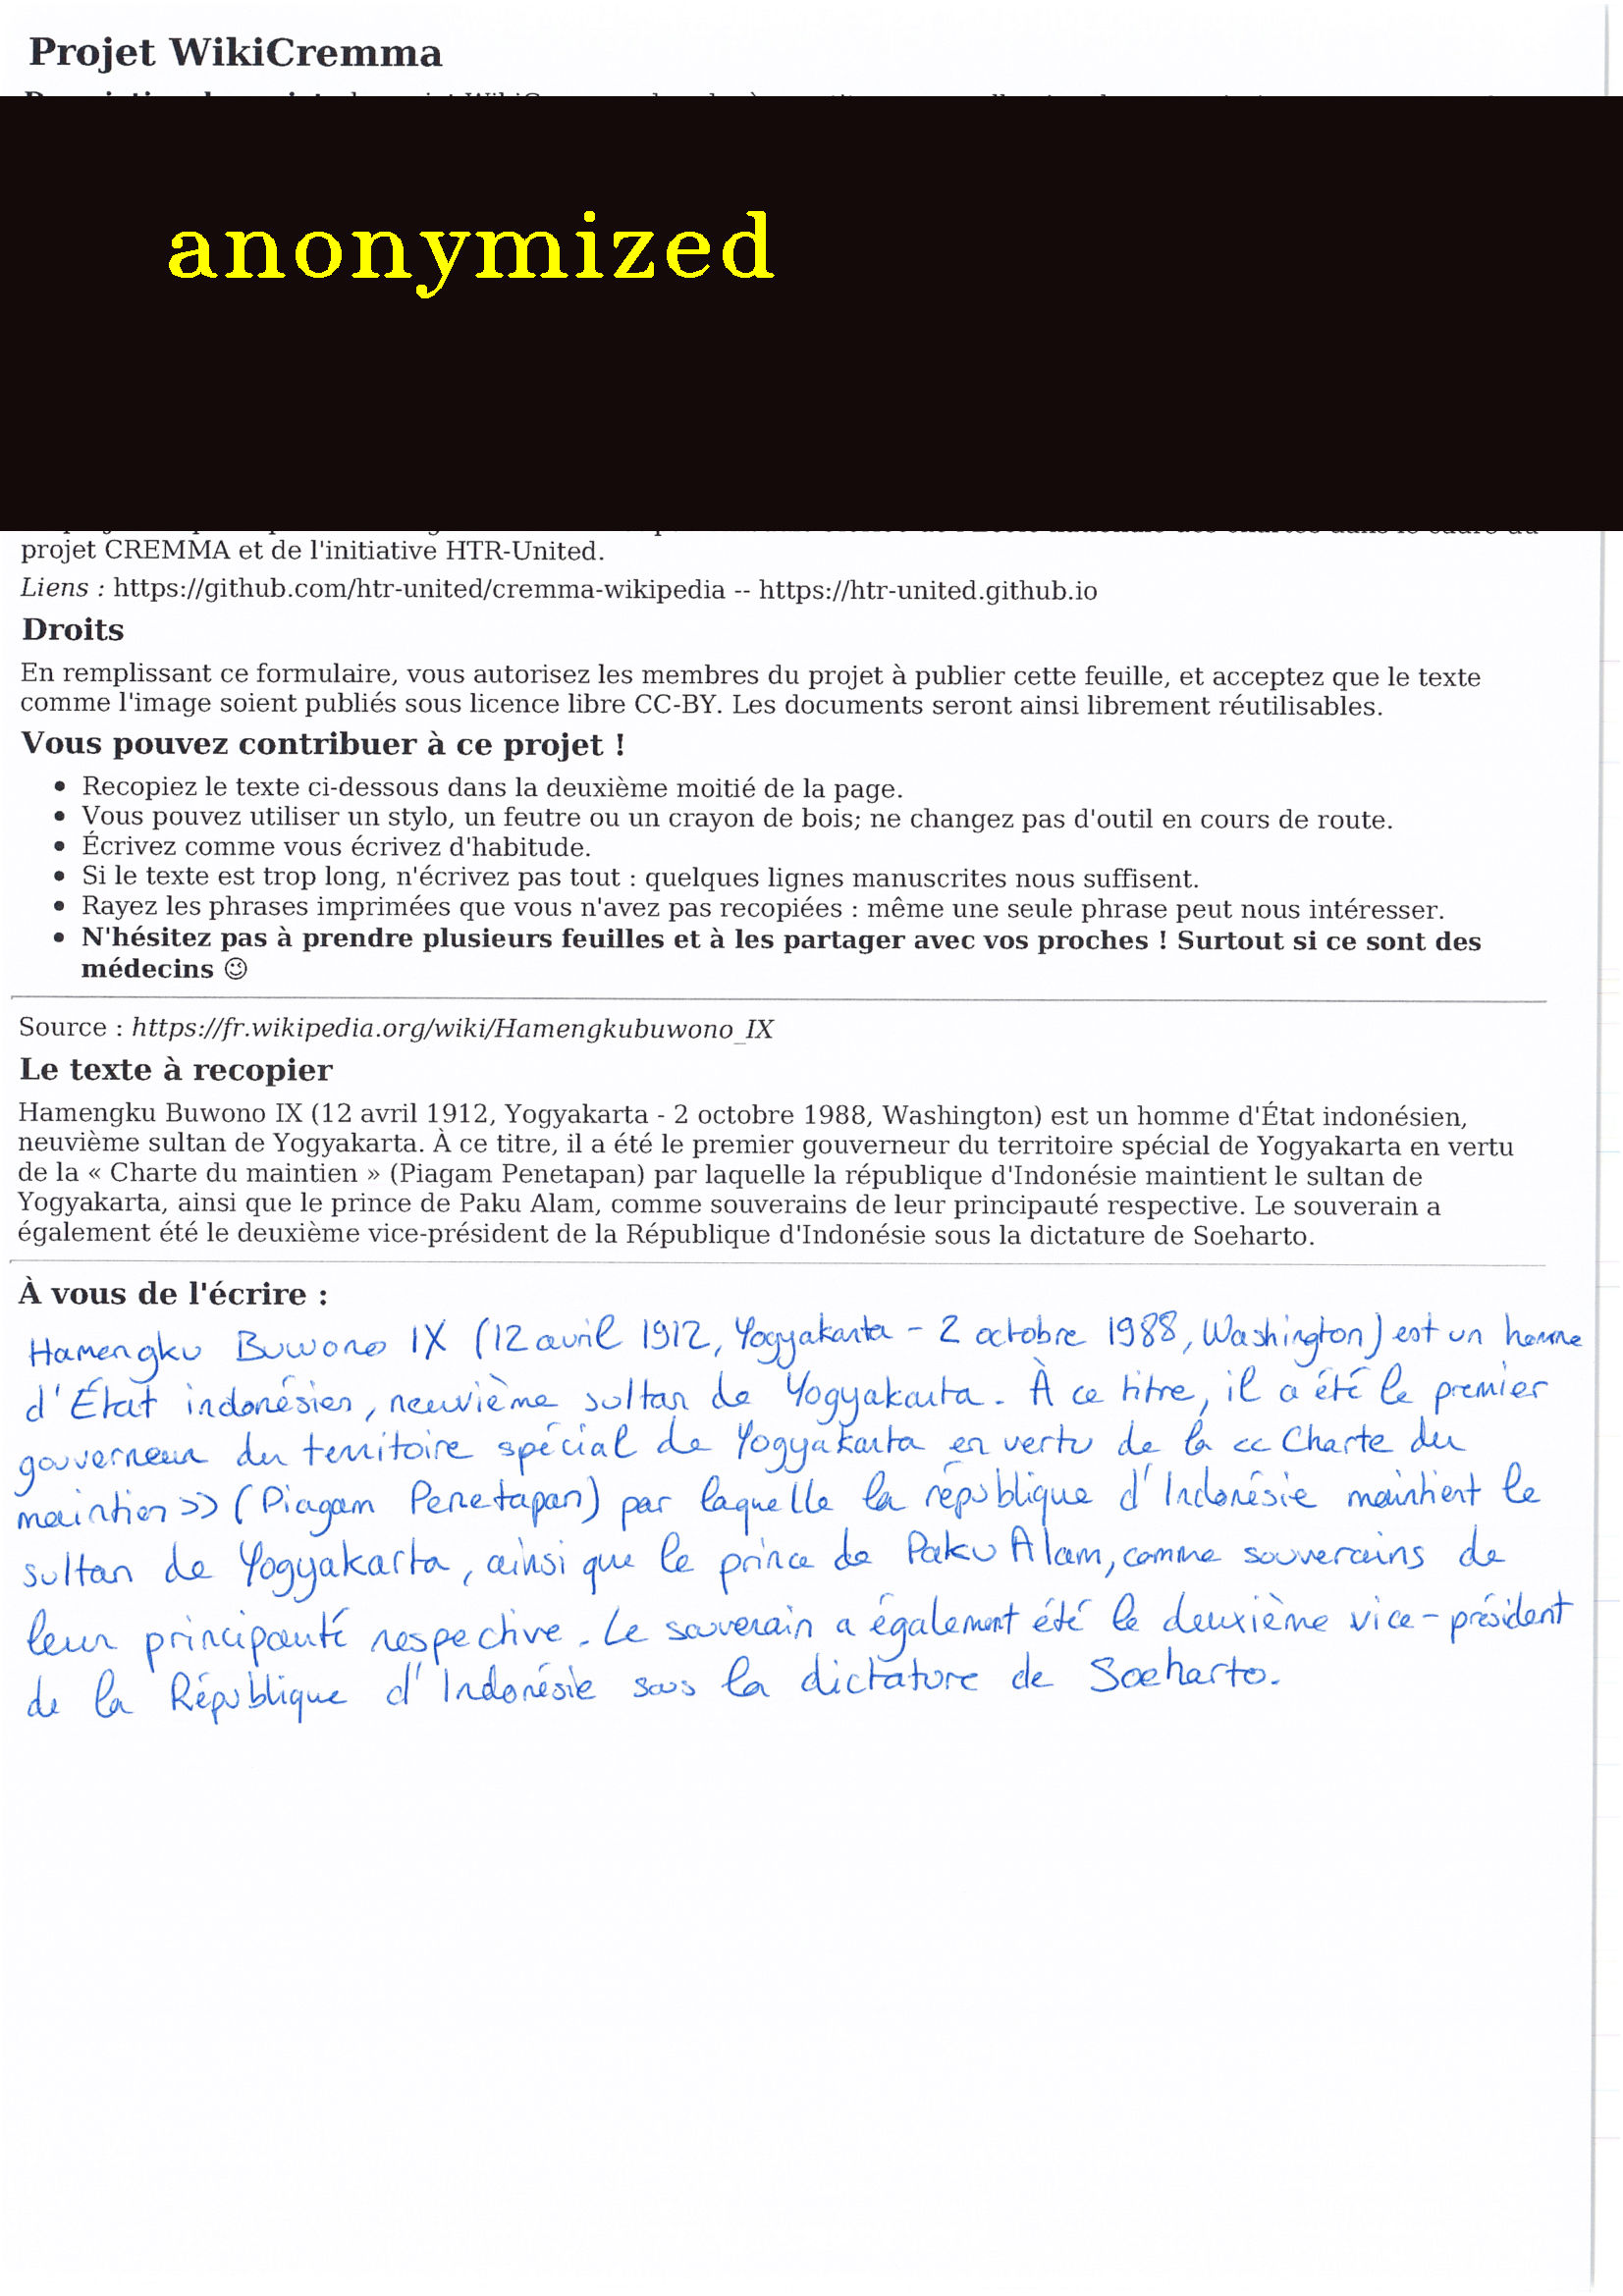 Projet WikiCremma
anonymized
projet CREMMA et de l'initiative HTR-United.
Liens : https://github.com/htr-united/cremma-wikipedia -- https://htr-united.github.io
Droits
En remplissant ce formulaire, vous autorisez les membres du projet à publier cette feuille, et acceptez que le texte
comme l'image soient publiés sous licence libre CC-BY. Les documents seront ainsi librement réutilisables.
Vous pouvez contribuer à ce projet !
• Recopiez le texte ci-dessous dans la deuxième moitié de la page.
• Vous pouvez utiliser un stylo, un feutre ou un crayon de bois; ne changez pas d'outil en cours de route.
• Écrivez comme vous écrivez d'habitude.
• Si le texte est trop long, n'écrivez pas tout : quelques lignes manuscrites nous suffisent.
• Rayez les phrases imprimées que vous n'avez pas recopiées : même une seule phrase peut nous intéresser.
• N'hésitez pas à prendre plusieurs feuilles et à les partager avec vos proches ! Surtout si ce sont des
médecins ☺
Source : https://fr.wikipedia.org/wiki/Hamengkubuwono_IX
Le texte à recopier
Hamengku Buwono IX (12 avril 1912, Yogyakarta - 2 octobre 1988, Washington) est un homme d'État indonésien,
neuvième sultan de Yogyakarta. À ce titre, il a été le premier gouverneur du territoire spécial de Yogyakarta en vertu
de la « Charte du maintien » (Piagam Penetapan) par laquelle la république d'Indonésie maintient le sultan de
Yogyakarta, ainsi que le prince de Paku Alam, comme souverains de leur principauté respective. Le souverain a
également été le deuxième vice-président de la République d'Indonésie sous la dictature de Soeharto.
À vous de l'écrire :
Hamengku Buwono IX (12 avril 1912, Yogyakarta - 2 octobre 1988, Washington) est un homme
d'État indonésien, neuvième sultan de Yogyakarta. À ce titre, il a été le premier
gouverneur du territoire spécial de Yogyakarta en vertu de la << Charte du
maintien >> (Piagam Penetapan) par laquelle la république d'Indonésie maintient le
sultan de Yogyakarta, ainsi que le prince de Paku Alam, comme souverains de
leur principauté respective. Le souverain a également été le deuxième vice-président
de la République d'Indonésie sous la dictature de Soeharto.